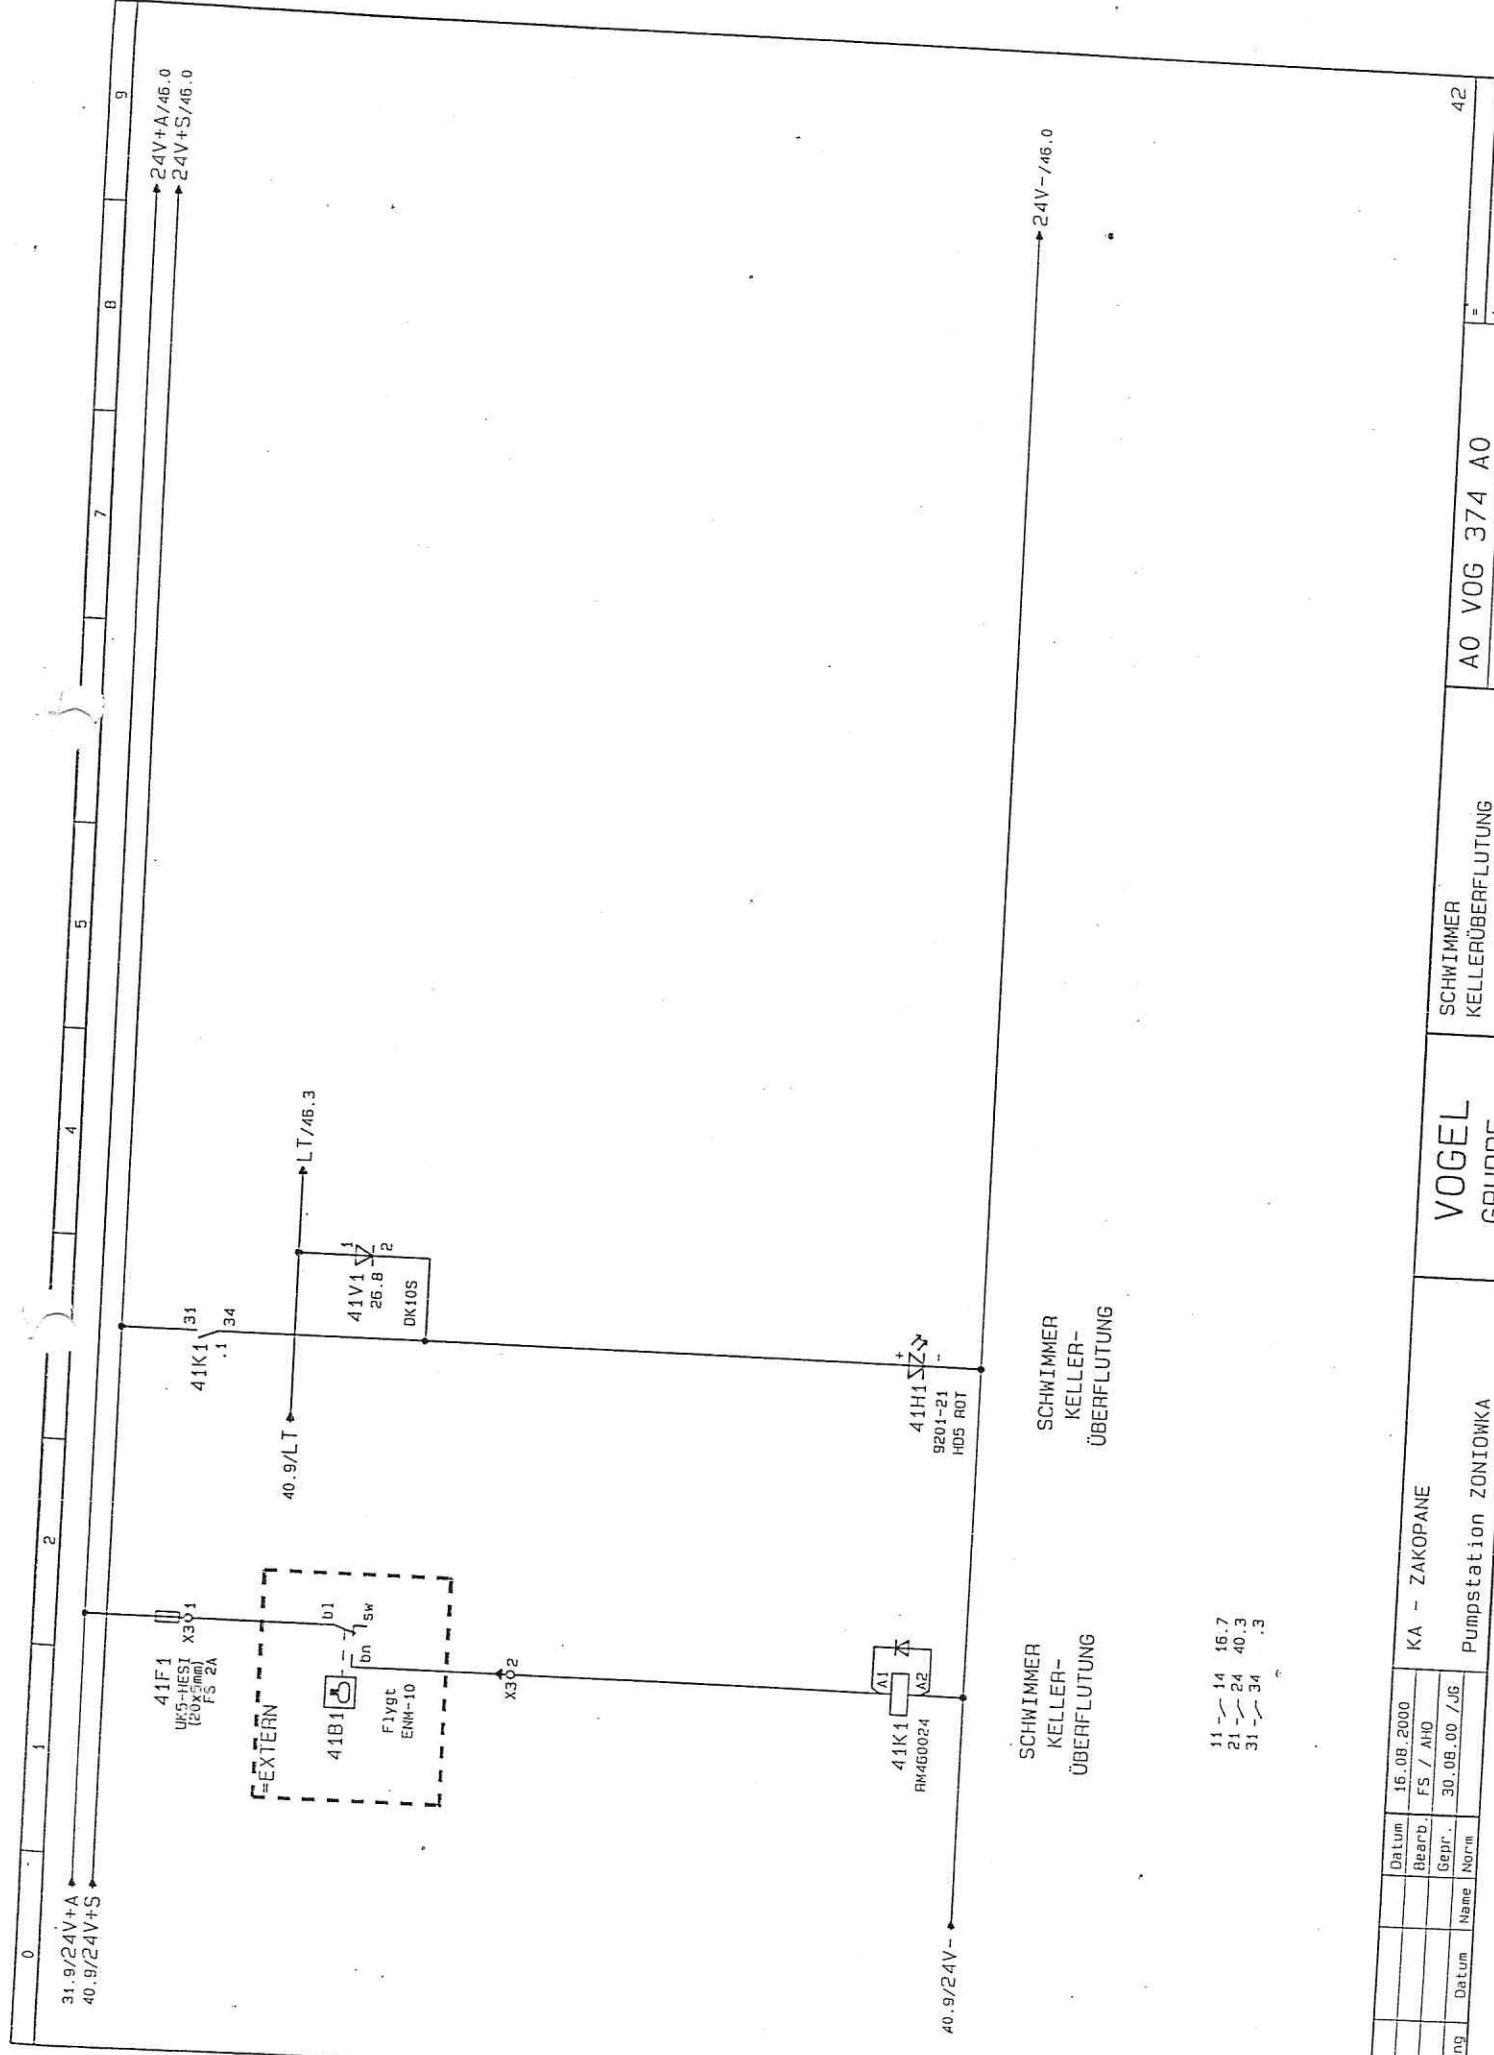 0 1 2 4 5 7 8 9
31.9/24V+A
40.9/24V+S
24V+A/46.0
24V+S/46.0
41F1
UK5-HESI
(20x5mm)
FS 2A
X3 1
=EXTERN
41B1
Flygt
ENM-10
bl
sw
bn
X3 2
41K1
RM460024
A1
A2
41K1
.1
31
34
40.9/LT
LT/46.3
41V1
26.8
1
2
DK10S
41H1
9201-21
HD5 ROT
+
-
40.9/24V-
24V-/46.0
SCHWIMMER
KELLER-
ÜBERFLUTUNG
SCHWIMMER
KELLER-
ÜBERFLUTUNG
11 14 16.7
21 24 40.3
31 34 .3
42
Datum 16.08.2000
Bearb. FS / AHO
Gepr. 30.08.00 /JG
Datum Name Norm
KA - ZAKOPANE
Pumpstation ZONIOWKA
VOGEL
SCHWIMMER
KELLERÜBERFLUTUNG
AO VOG 374 AO
=